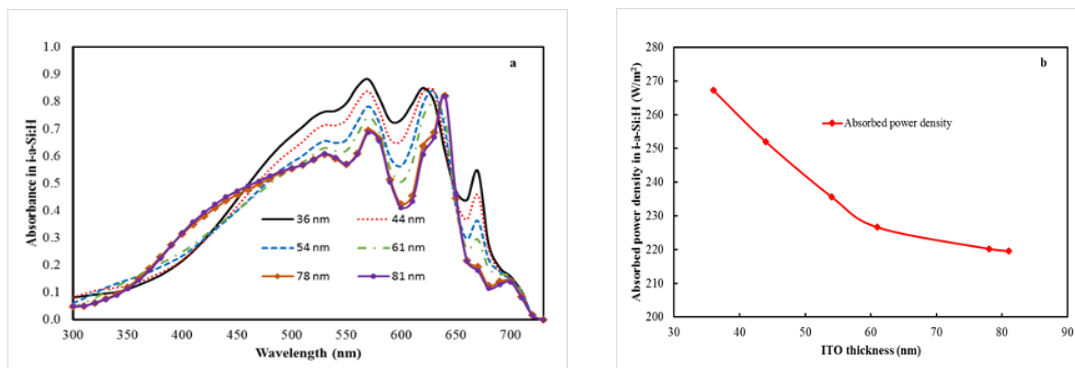 a
Absorbance in i-a-Si:H
1.0
0.9
0.8
0.7
0.6
0.5
0.4
0.3
0.2
0.1
0.0
36 nm 44 nm
54 nm 61 nm
78 nm 81 nm
300 350 400 450 500 550 600 650 700
Wavelength (nm)
b
Absorbed power density in i-a-Si:H (W/m²)
280
270
260
250
240
230
220
210
200
Absorbed power density
30 40 50 60 70 80 90
ITO thickness (nm)